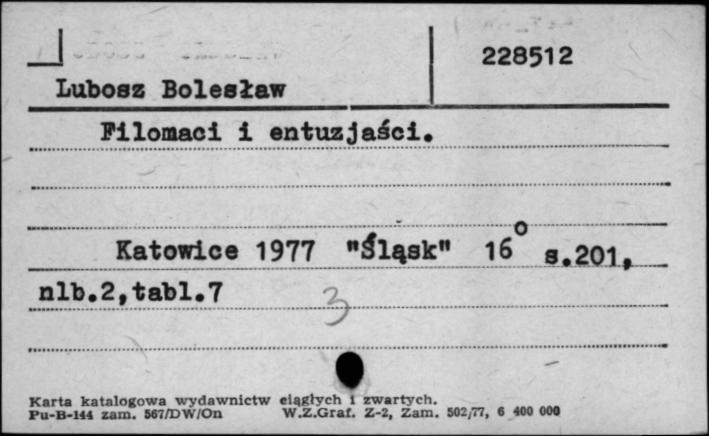 228512
Lubosz Bolesław
Filomaci i entuzjaści.
Katowice 1977 "Śląsk" 16° s.201,
nlb.2,tabl.7
3
Karta katalogowa wydawnictw ciągłych i zwartych.
Pu-B-144 zam. 567/DW/On W.Z.Graf. Z-2, Zam. 502/77, 6 400 000